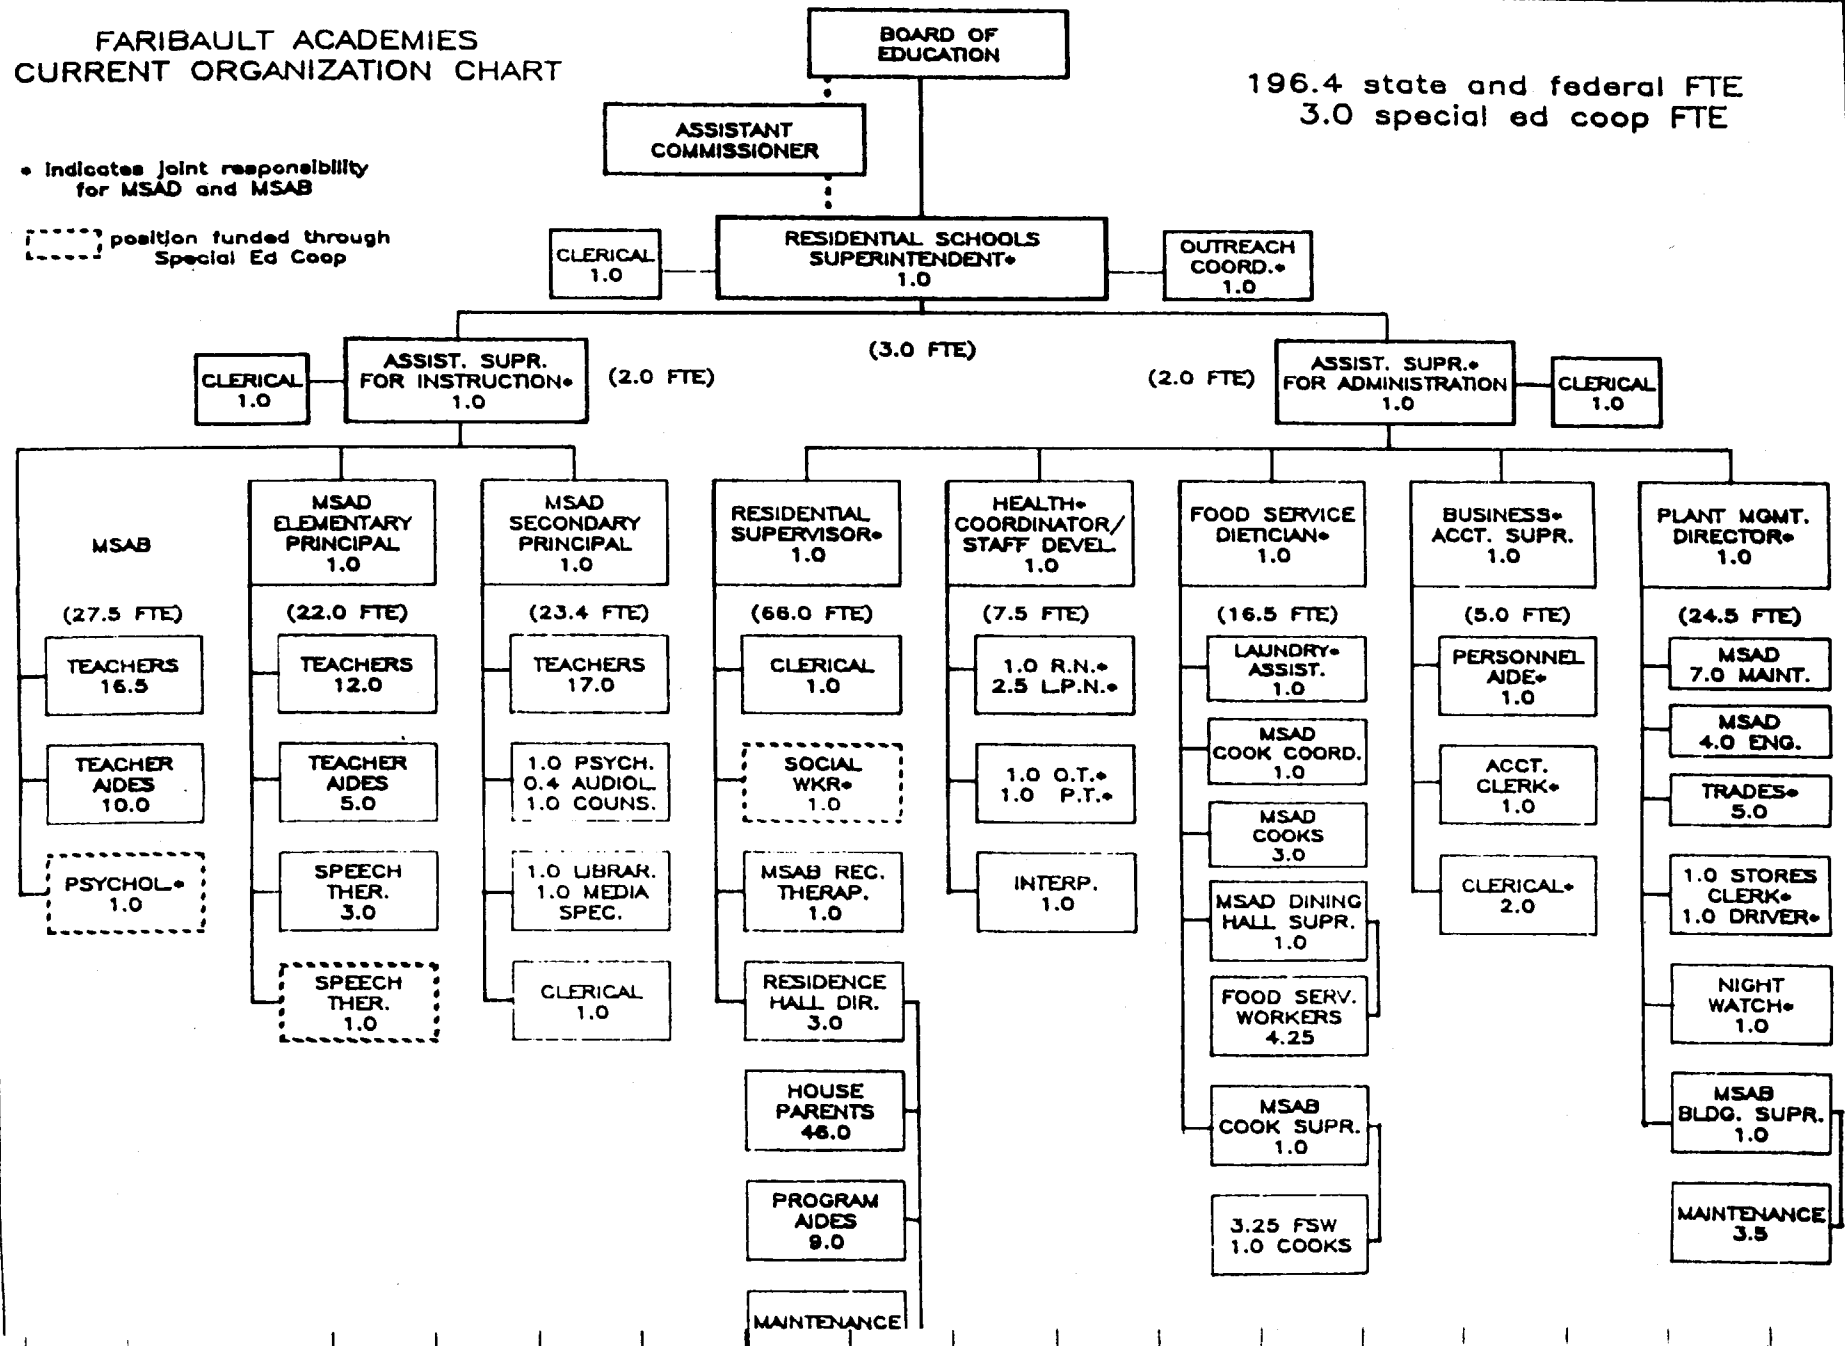 FARIBAULT ACADEMIES
CURRENT ORGANIZATION CHART
BOARD OF
EDUCATION
196.4 state and federal FTE
3.0 special ed coop FTE
ASSISTANT
COMMISSIONER
* indicates joint responsibility
for MSAD and MSAB
position funded through
Special Ed Coop
CLERICAL
1.0
RESIDENTIAL SCHOOLS
SUPERINTENDENT*
1.0
OUTREACH
COORD.*
1.0
(3.0 FTE)
CLERICAL
1.0
ASSIST. SUPR.
FOR INSTRUCTION*
1.0
(2.0 FTE)
(2.0 FTE)
ASSIST. SUPR.*
FOR ADMINISTRATION
1.0
CLERICAL
1.0
MSAB
(27.5 FTE)
TEACHERS
16.5
TEACHER
AIDES
10.0
PSYCHOL.*
1.0
MSAD
ELEMENTARY
PRINCIPAL
1.0
(22.0 FTE)
TEACHERS
12.0
TEACHER
AIDES
5.0
SPEECH
THER.
3.0
SPEECH
THER.
1.0
MSAD
SECONDARY
PRINCIPAL
1.0
(23.4 FTE)
TEACHERS
17.0
1.0 PSYCH.
0.4 AUDIOL.
1.0 COUNS.
1.0 LIBRAR.
1.0 MEDIA
SPEC.
CLERICAL
1.0
RESIDENTIAL
SUPERVISOR*
1.0
(66.0 FTE)
CLERICAL
1.0
SOCIAL
WKR*
1.0
MSAB REC.
THERAP.
1.0
RESIDENCE
HALL DIR.
3.0
HOUSE
PARENTS
46.0
PROGRAM
AIDES
9.0
MAINTENANCE
HEALTH*
COORDINATOR/
STAFF DEVEL.
1.0
(7.5 FTE)
1.0 R.N.*
2.5 L.P.N.*
1.0 O.T.*
1.0 P.T.*
INTERP.
1.0
FOOD SERVICE
DIETICIAN*
1.0
(16.5 FTE)
LAUNDRY*
ASSIST.
1.0
MSAD
COOK COORD.
1.0
MSAD
COOKS
3.0
MSAD DINING
HALL SUPR.
1.0
FOOD SERV.
WORKERS
4.25
MSAB
COOK SUPR.
1.0
3.25 FSW
1.0 COOKS
BUSINESS*
ACCT. SUPR.
1.0
(5.0 FTE)
PERSONNEL
AIDE*
1.0
ACCT.
CLERK*
1.0
CLERICAL*
2.0
PLANT MGMT.
DIRECTOR*
1.0
(24.5 FTE)
MSAD
7.0 MAINT.
MSAD
4.0 ENG.
TRADES*
5.0
1.0 STORES
CLERK*
1.0 DRIVER*
NIGHT
WATCH*
1.0
MSAB
BLDG. SUPR.
1.0
MAINTENANCE
3.5